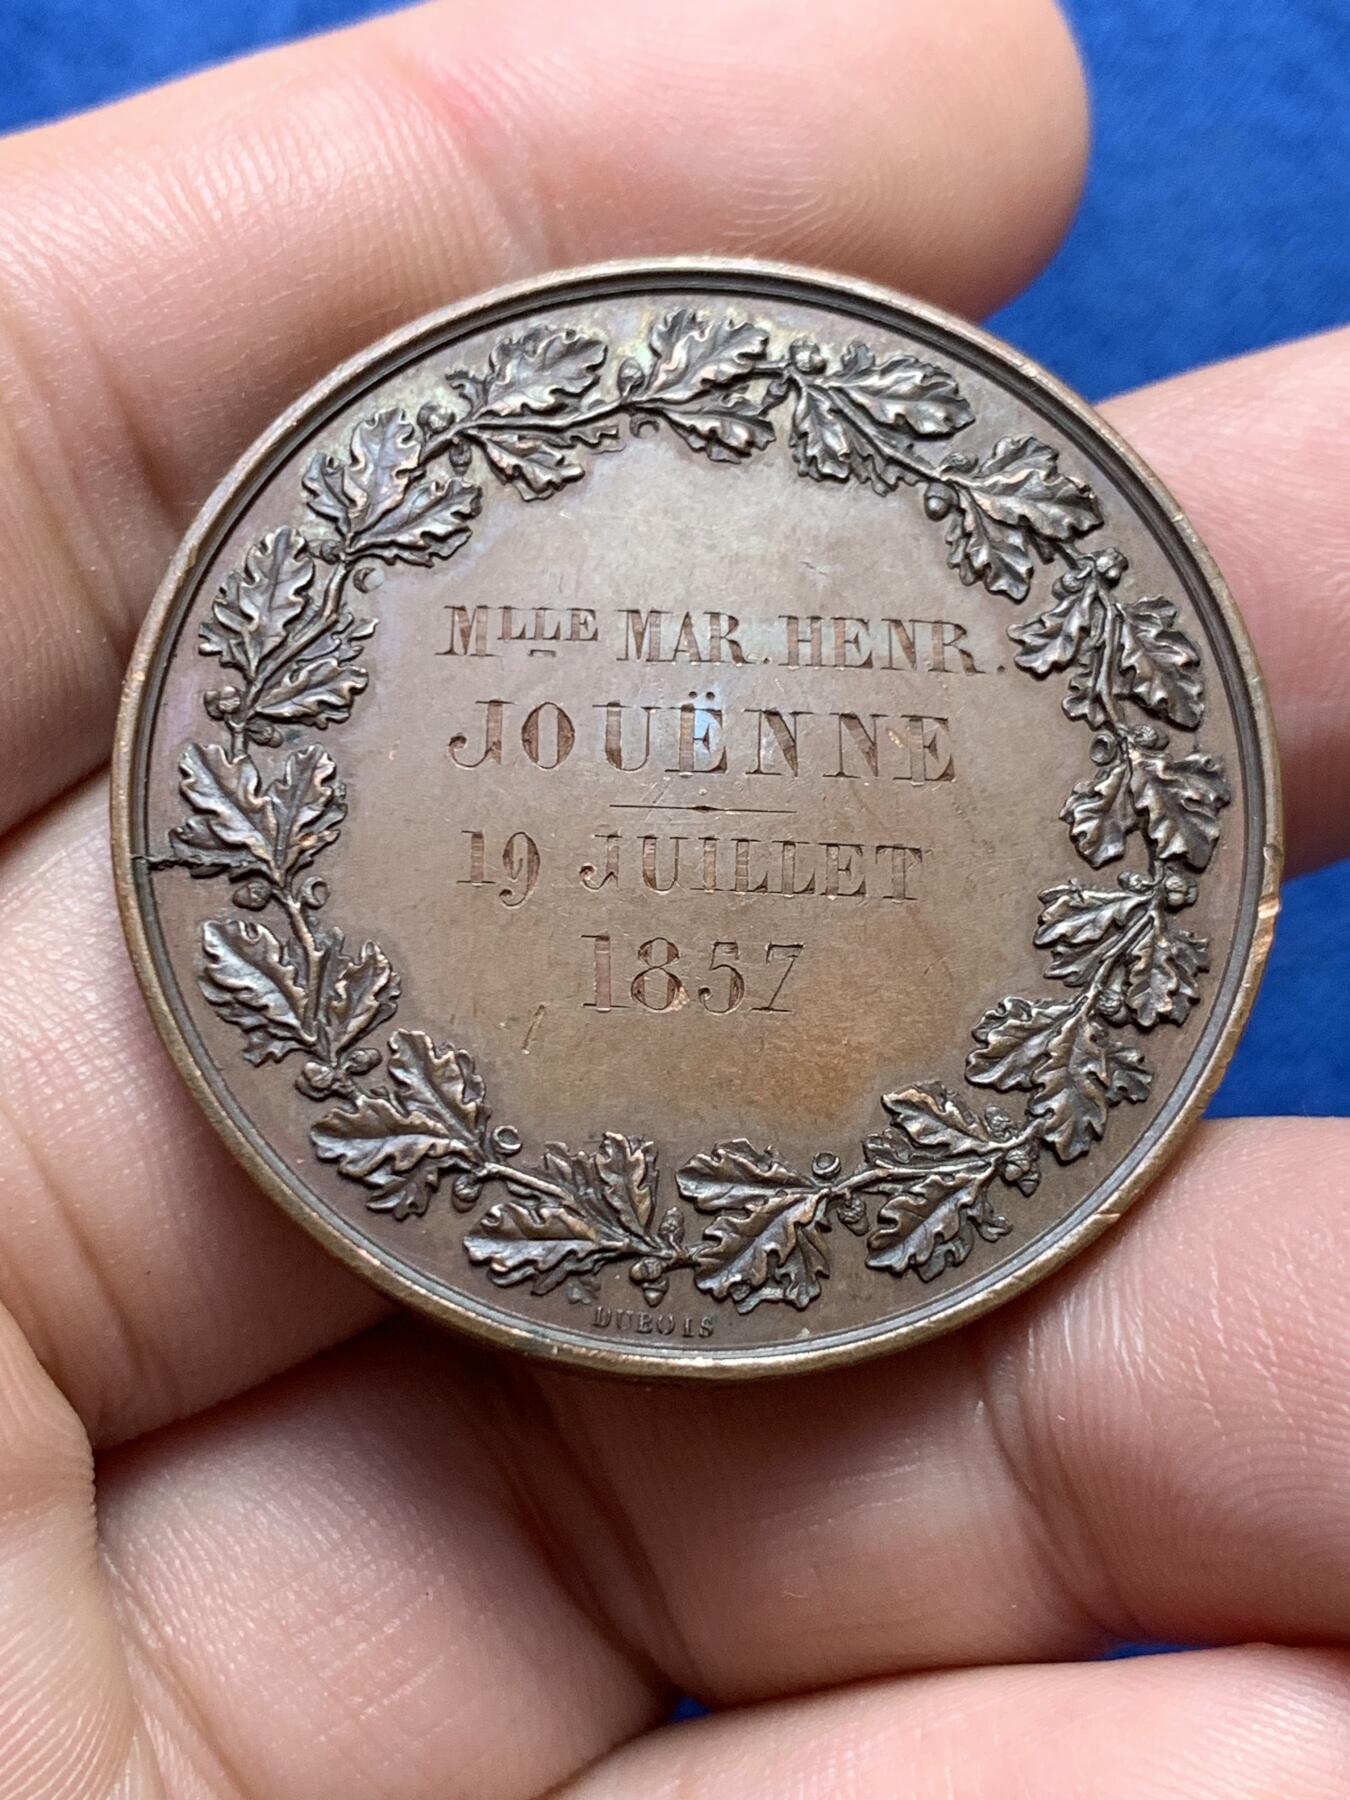 Mlle MAR. HENR.
JOUËNNE
19 JUILLET
1857
DUBOIS